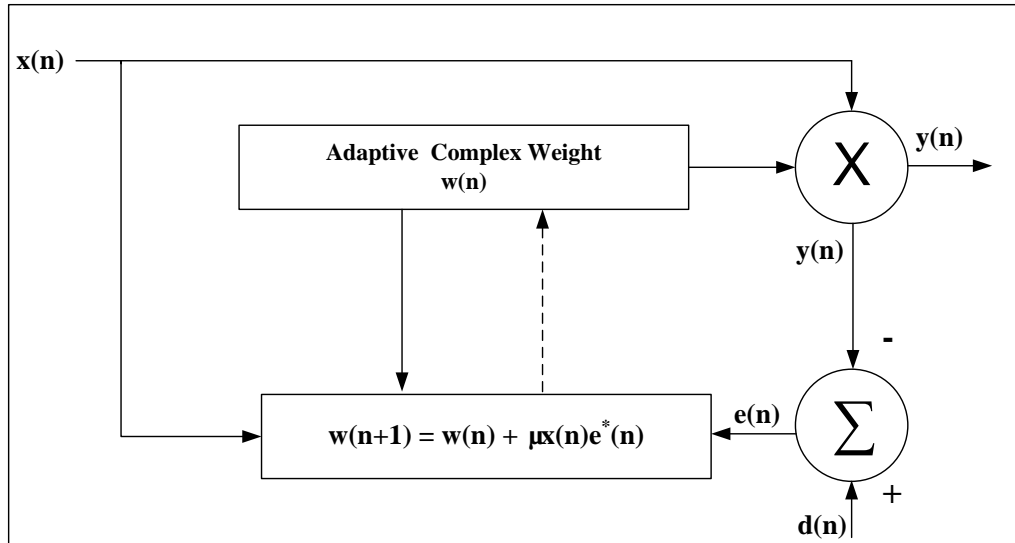 x(n)
Adaptive Complex Weight
w(n)
X
y(n)
y(n)
-
w(n+1) = w(n) + μx(n)e*(n)
e(n)
Σ
+
d(n)